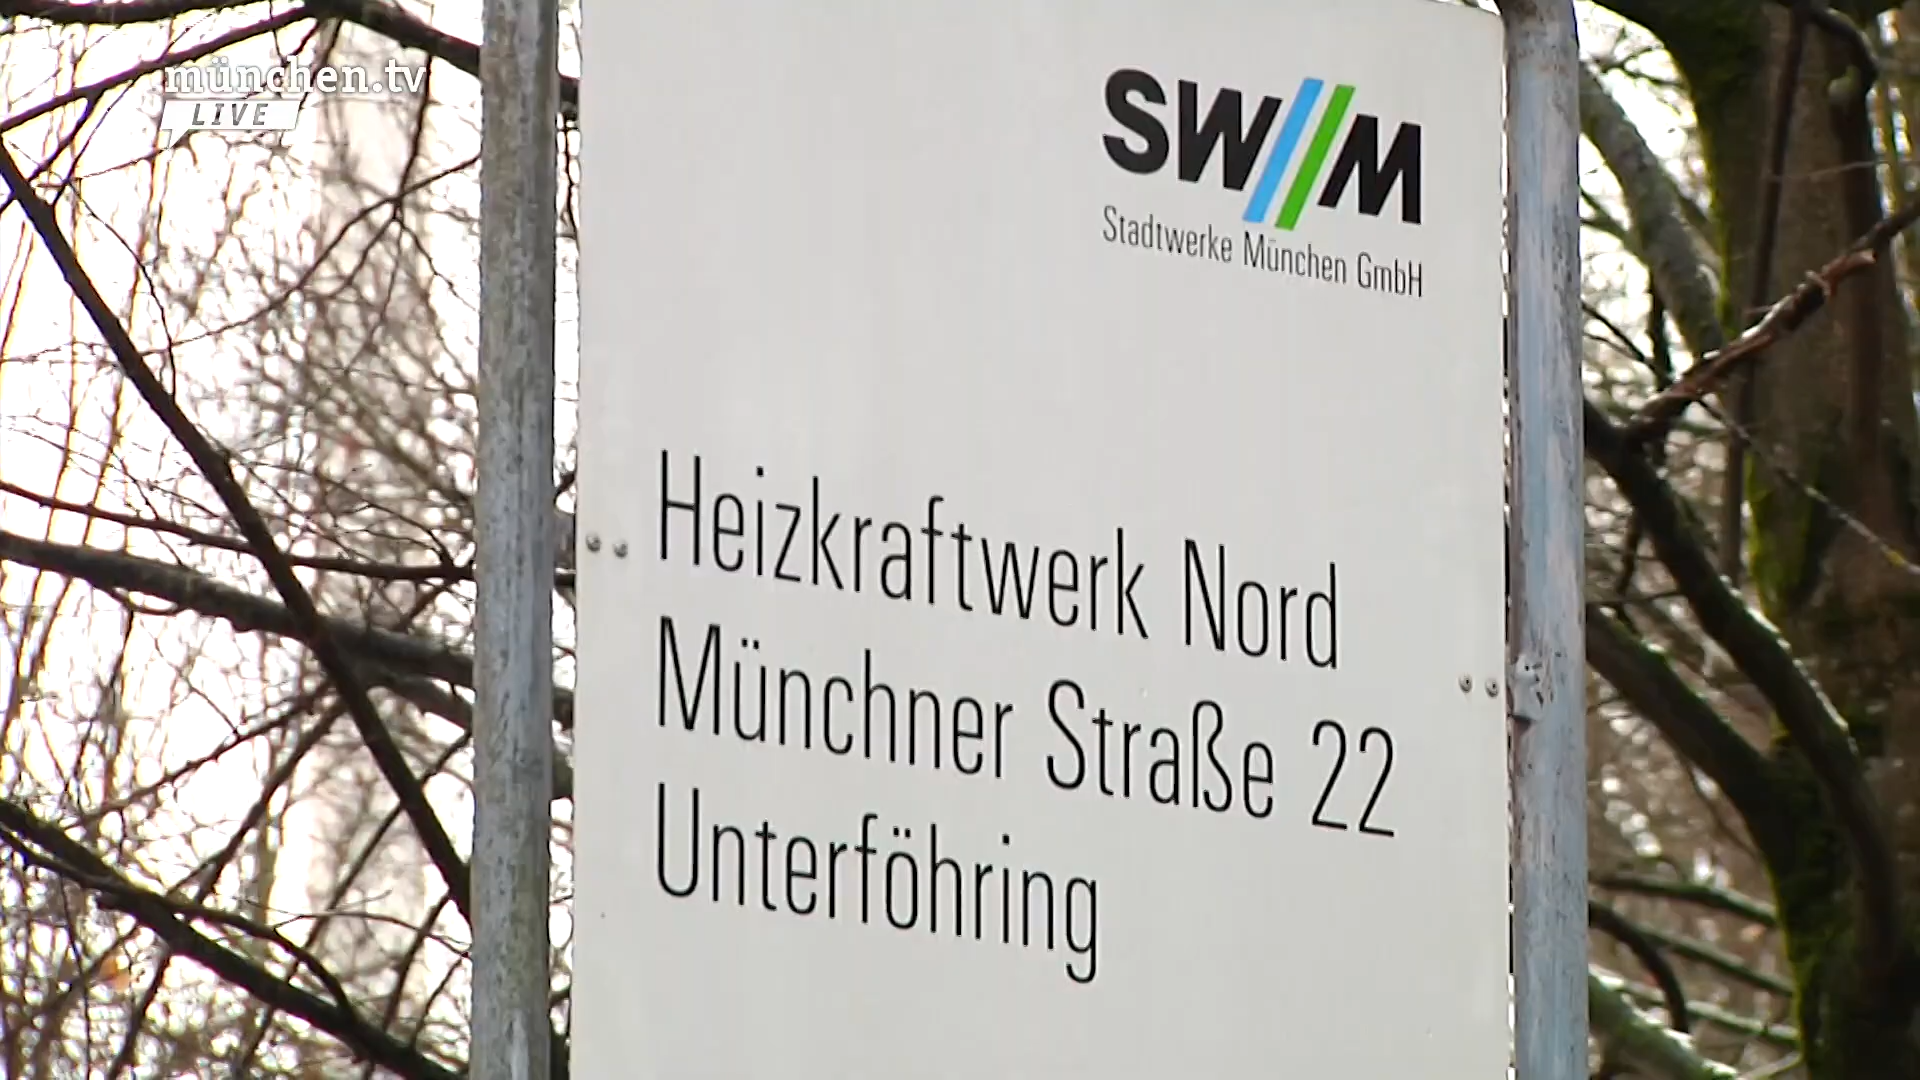 münchen.tv
LIVE
SW//M
Stadtwerke München GmbH
Heizkraftwerk Nord
Münchner Straße 22
Unterföhring